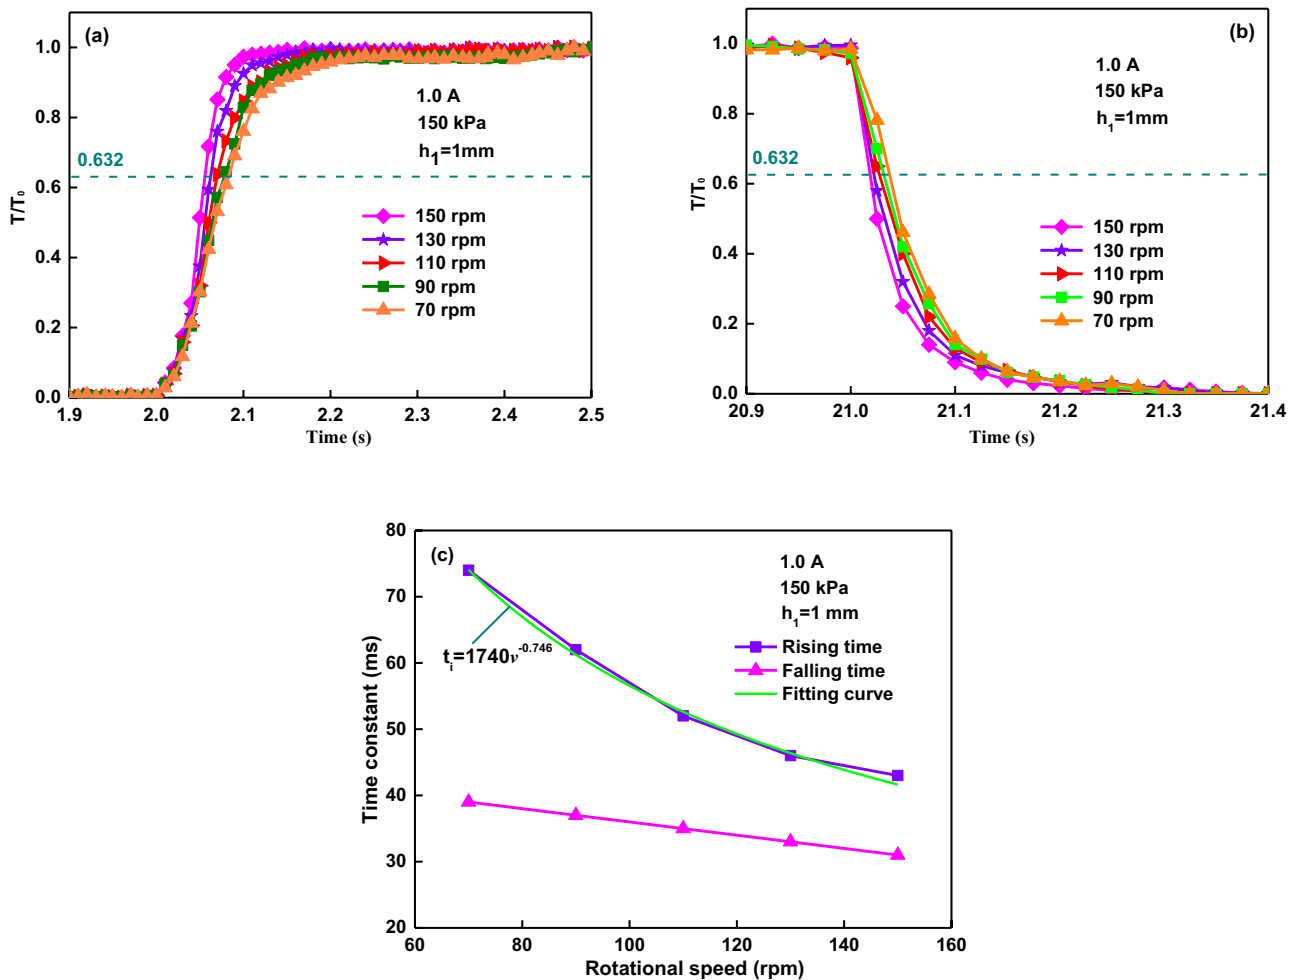 (a)
1.0
0.8
0.6
0.4
0.2
0.0
T/T₀
0.632
1.0 A
150 kPa
h₁=1mm
150 rpm
130 rpm
110 rpm
90 rpm
70 rpm
1.9 2.0 2.1 2.2 2.3 2.4 2.5
Time (s)
(b)
1.0
0.8
0.6
0.4
0.2
0.0
T/T₀
0.632
1.0 A
150 kPa
h₁=1mm
150 rpm
130 rpm
110 rpm
90 rpm
70 rpm
20.9 21.0 21.1 21.2 21.3 21.4
Time (s)
(c)
80
70
60
50
40
30
20
Time constant (ms)
1.0 A
150 kPa
h₁=1 mm
Rising time
Falling time
Fitting curve
tᵢ=1740ν⁻⁰·⁷⁴⁶
60 80 100 120 140 160
Rotational speed (rpm)